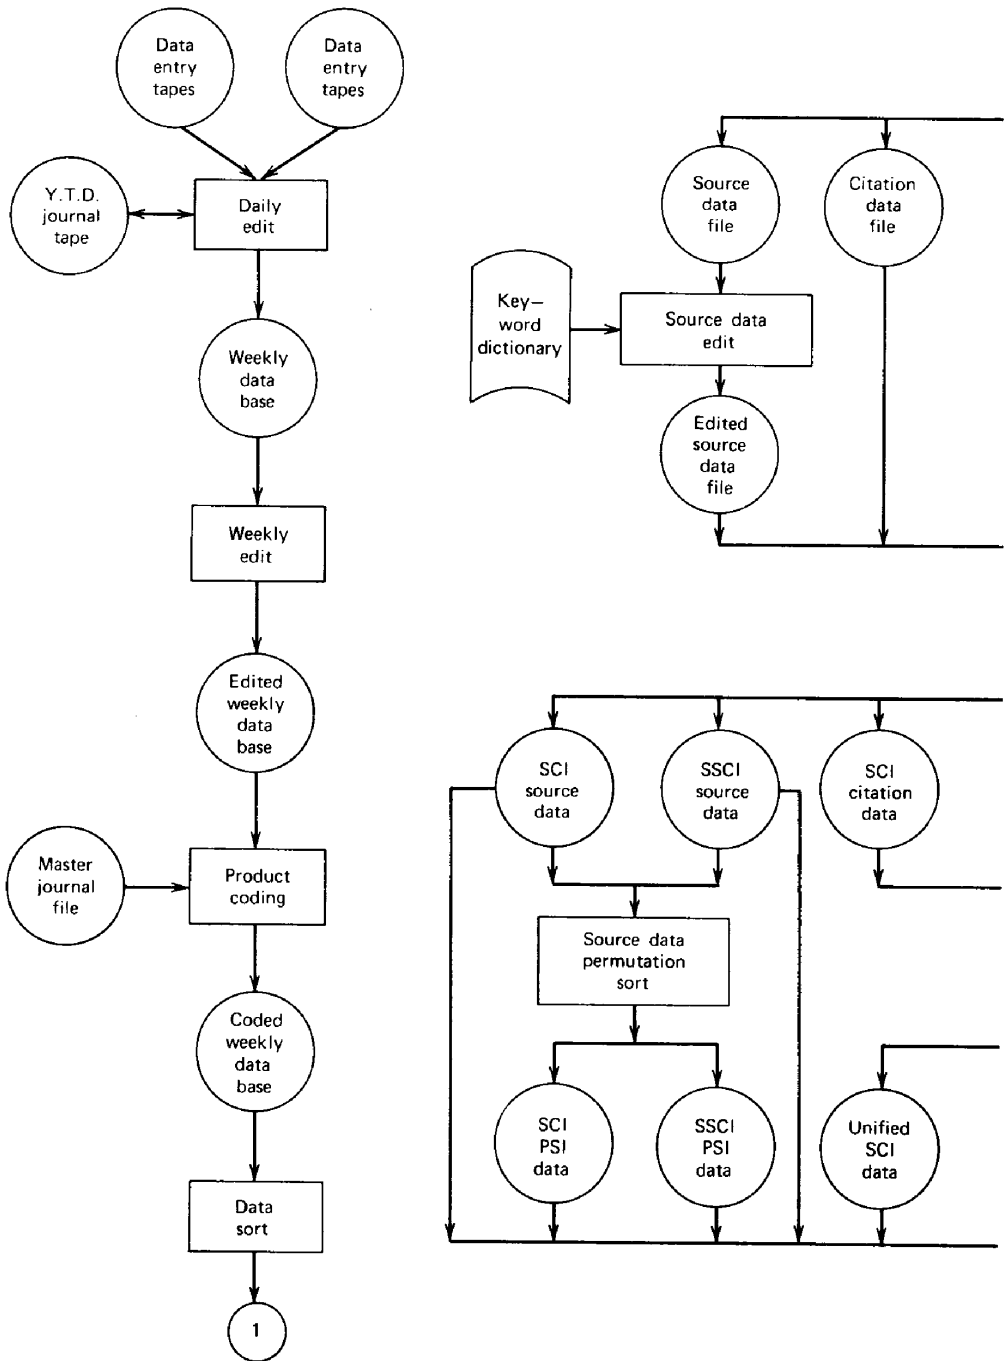 Data
entry
tapes
Data
entry
tapes
Y.T.D.
journal
tape
Daily
edit
Weekly
data
base
Weekly
edit
Edited
weekly
data
base
Master
journal
file
Product
coding
Coded
weekly
data
base
Data
sort
1
Source
data
file
Citation
data
file
Key—
word
dictionary
Source data
edit
Edited
source
data
file
SCI
source
data
SSCI
source
data
SCI
citation
data
Source data
permutation
sort
SCI
PSI
data
SSCI
PSI
data
Unified
SCI
data